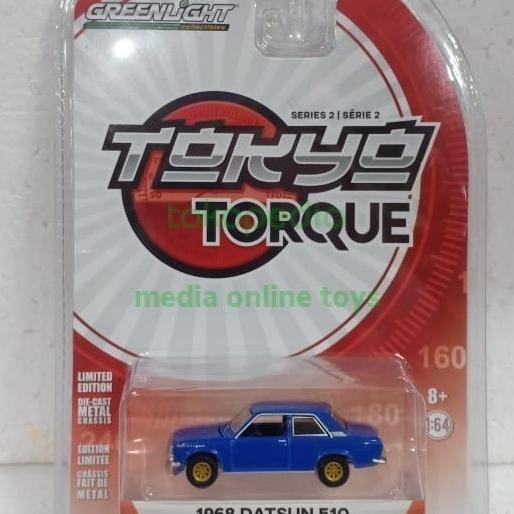 GREENLIGHT
collectibles
SERIES 2 | SÉRIE 2
TOKYO
TORQUE
media online toys
160
180
LIMITED
EDITION
DIE-CAST
METAL
CHASSIS
ÉDITION
LIMITÉE
CHÂSSIS
FAIT DE
MÉTAL
8+
1:64
1968 DATSUN 510